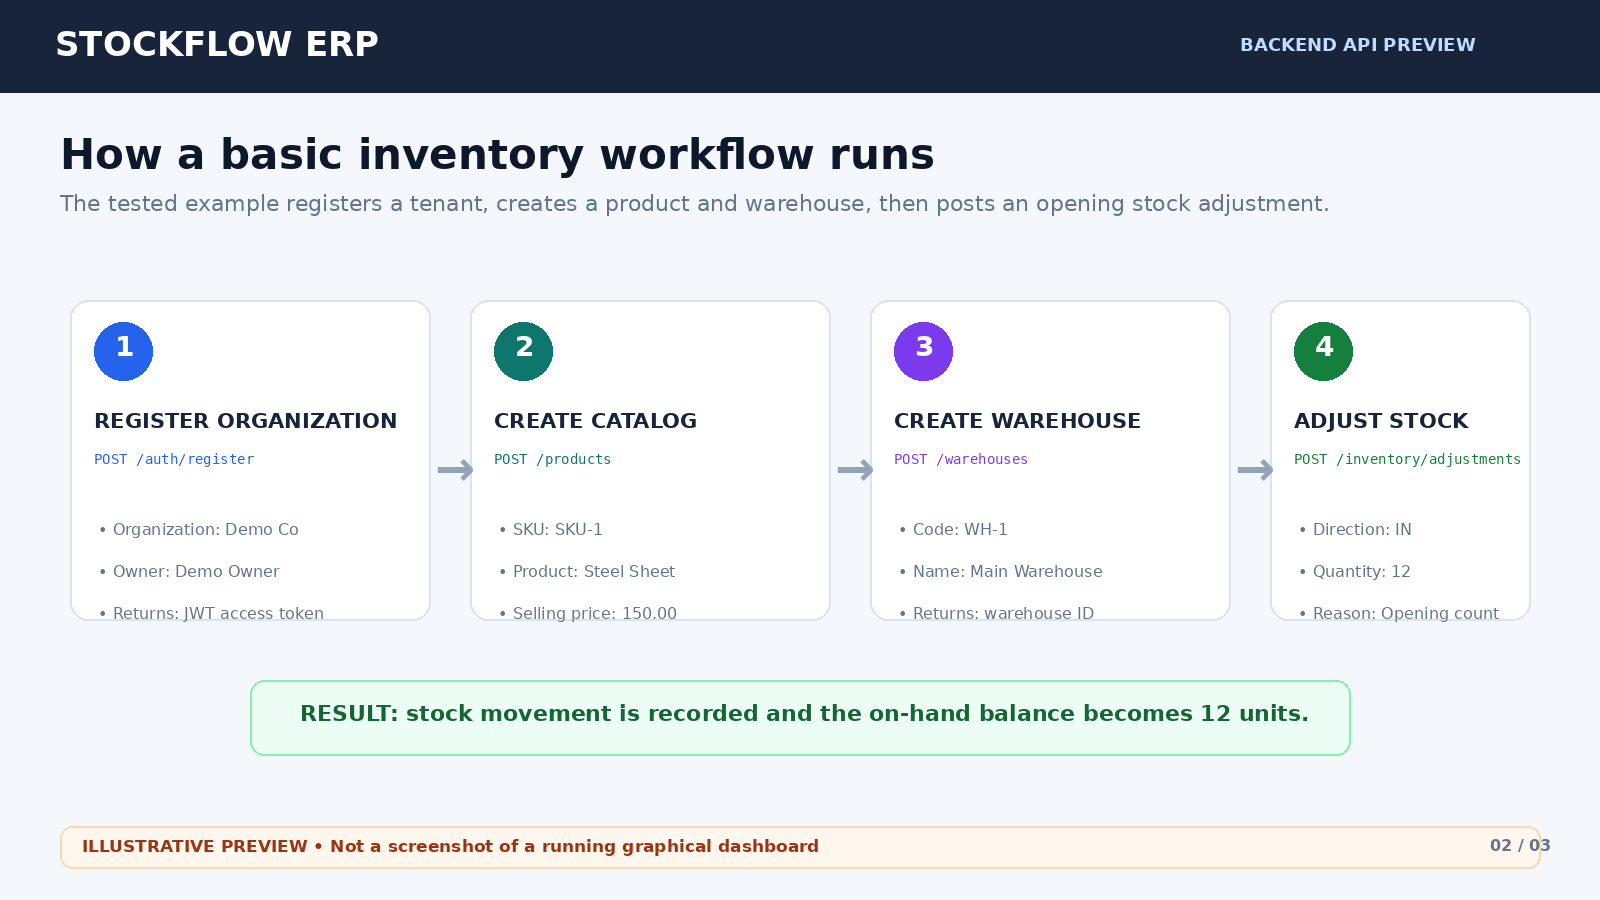 STOCKFLOW ERP
BACKEND API PREVIEW
How a basic inventory workflow runs
The tested example registers a tenant, creates a product and warehouse, then posts an opening stock adjustment.
1
REGISTER ORGANIZATION
POST /auth/register
• Organization: Demo Co
• Owner: Demo Owner
• Returns: JWT access token
→
2
CREATE CATALOG
POST /products
• SKU: SKU-1
• Product: Steel Sheet
• Selling price: 150.00
→
3
CREATE WAREHOUSE
POST /warehouses
• Code: WH-1
• Name: Main Warehouse
• Returns: warehouse ID
→
4
ADJUST STOCK
POST /inventory/adjustments
• Direction: IN
• Quantity: 12
• Reason: Opening count
RESULT: stock movement is recorded and the on-hand balance becomes 12 units.
ILLUSTRATIVE PREVIEW • Not a screenshot of a running graphical dashboard
02 / 03